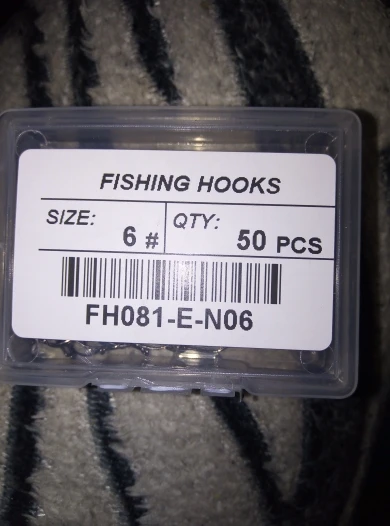 FISHING HOOKS
SIZE: 6 #
QTY: 50 PCS
FH081-E-N06